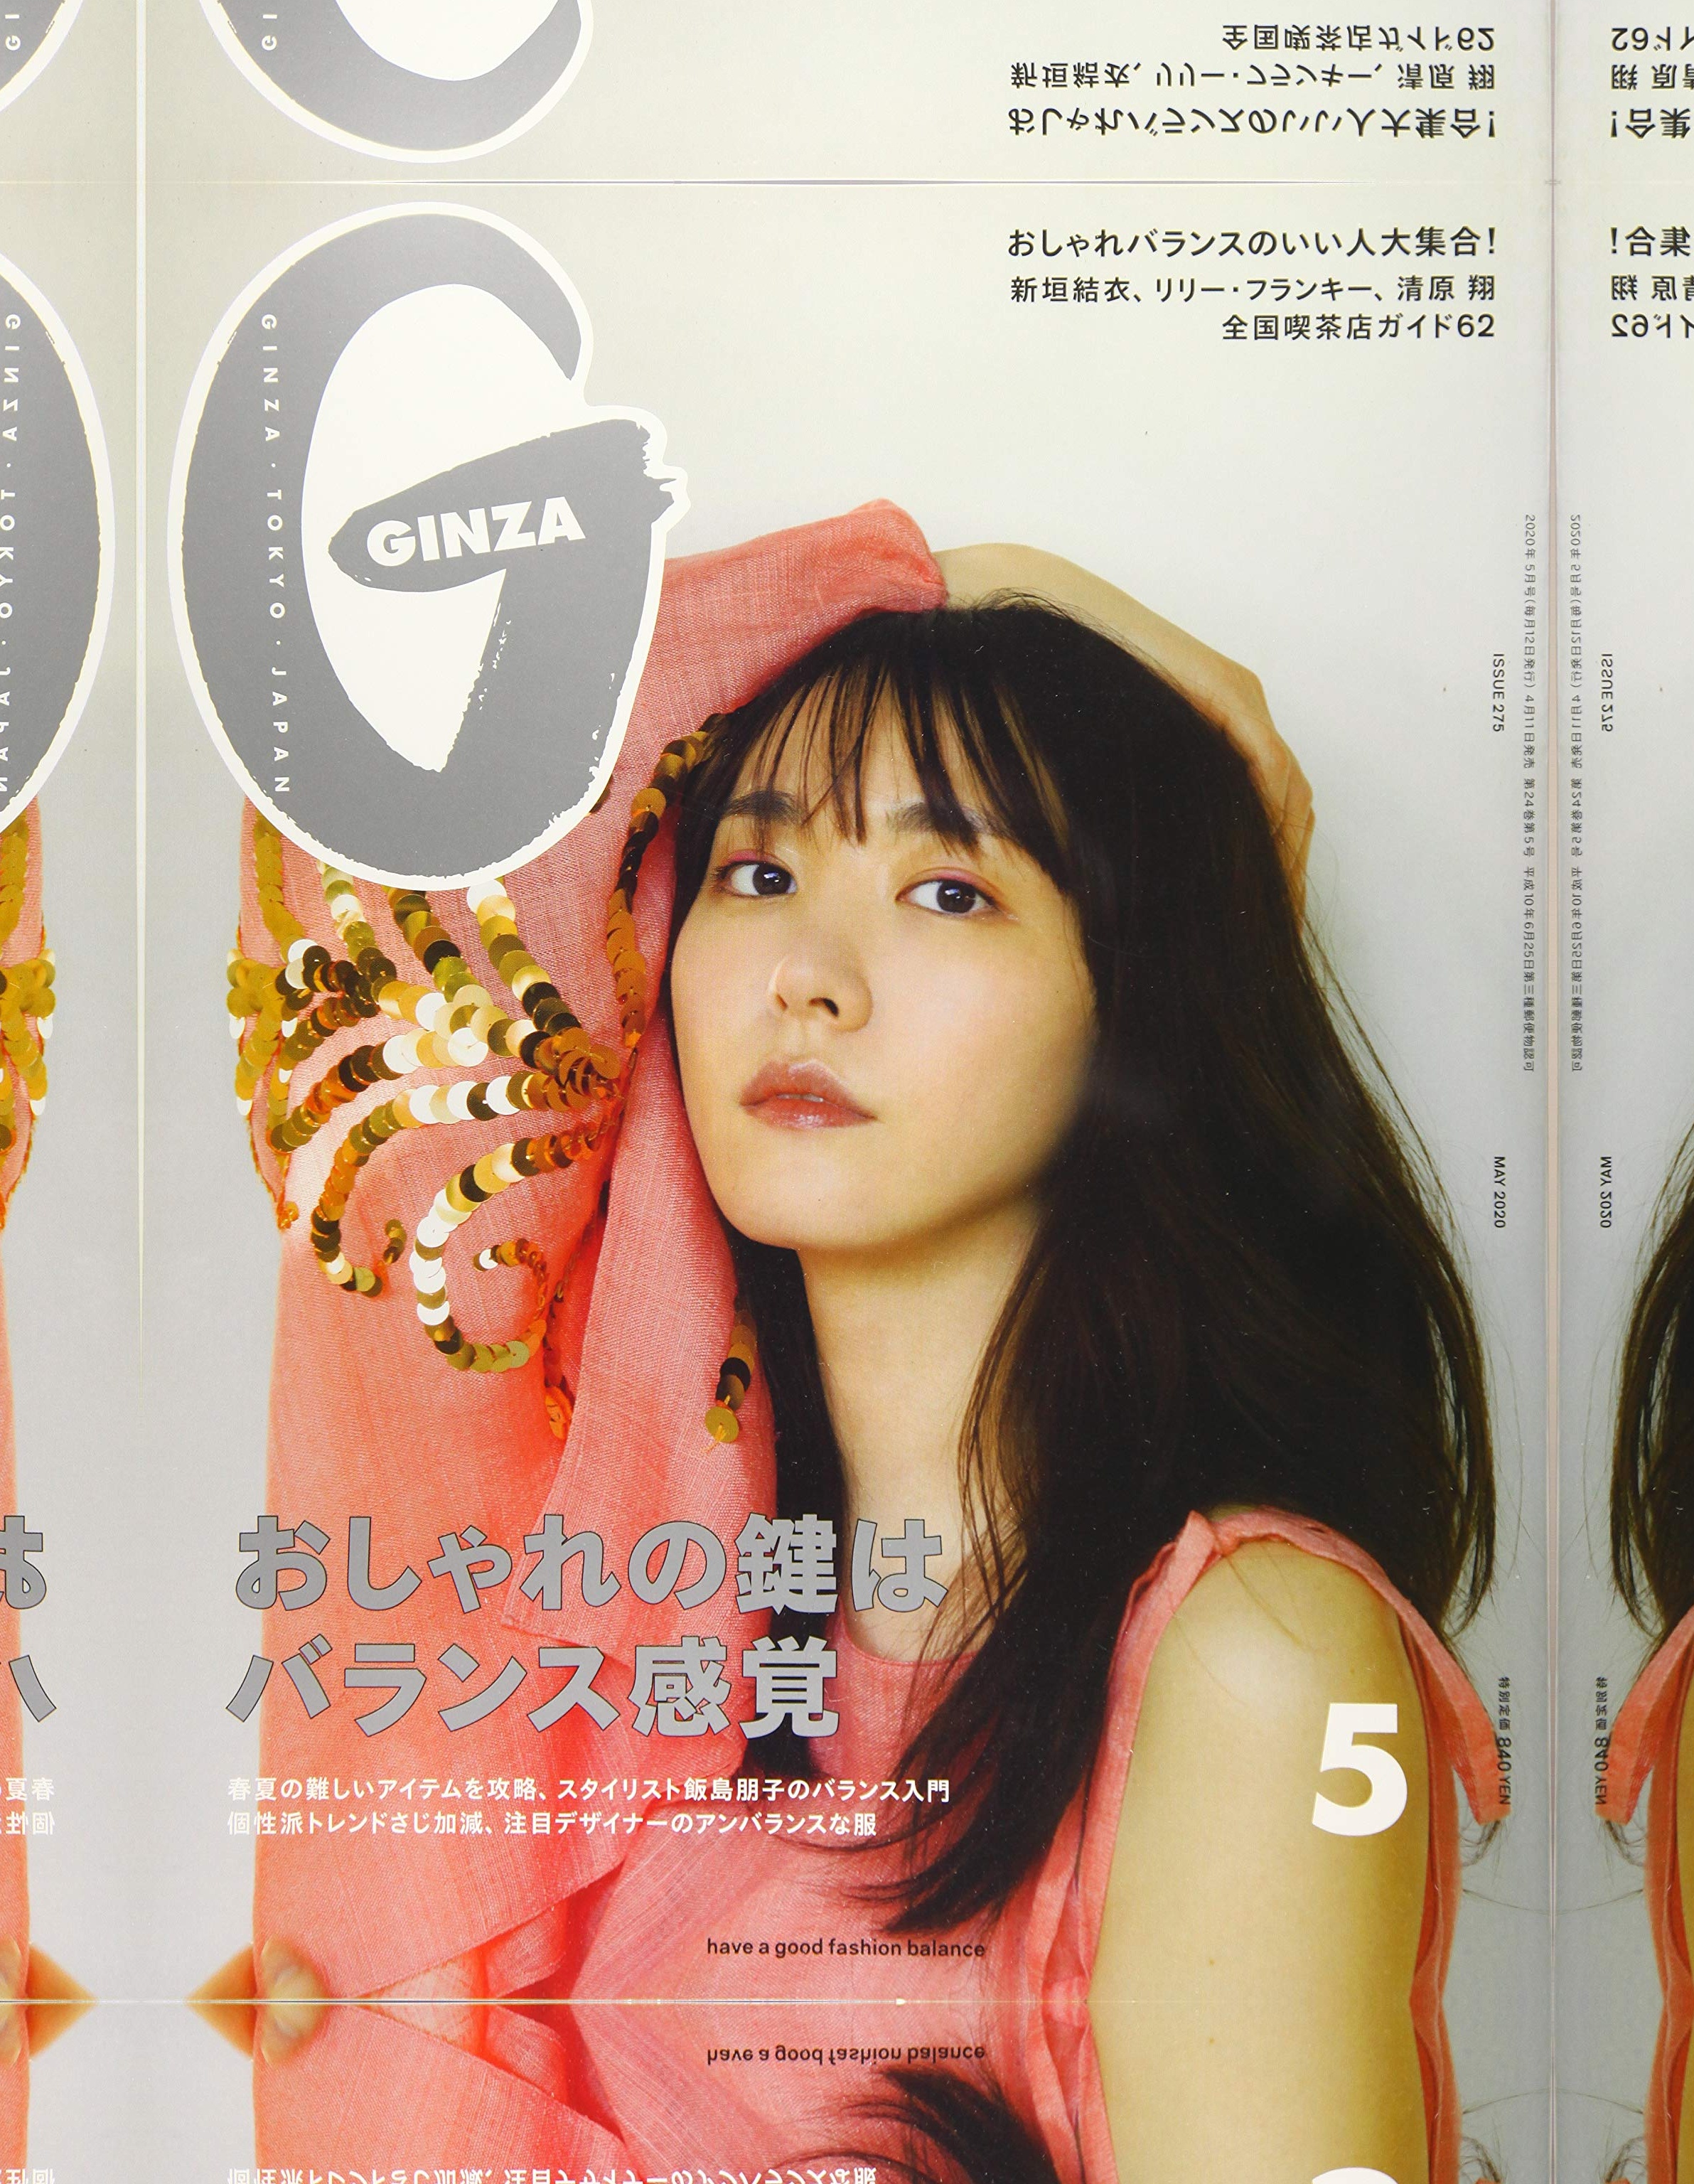 おしゃれバランスのいい人大集合!
新垣結衣、リリー・フランキー、清原 翔
全国喫茶店ガイド62
GINZA
GINZA・TOKYO・JAPAN
2020年 5月号(毎月12日発行) 4月11日発売 第24巻第5号 平成10年6月25日第三種郵便物認可
ISSUE 275
MAY 2020
おしゃれの鍵は
バランス感覚
特別定価 840 YEN
5
春夏の難しいアイテムを攻略、スタイリスト飯島朋子のバランス入門
個性派トレンドさじ加減、注目デザイナーのアンバランスな服
have a good fashion balance